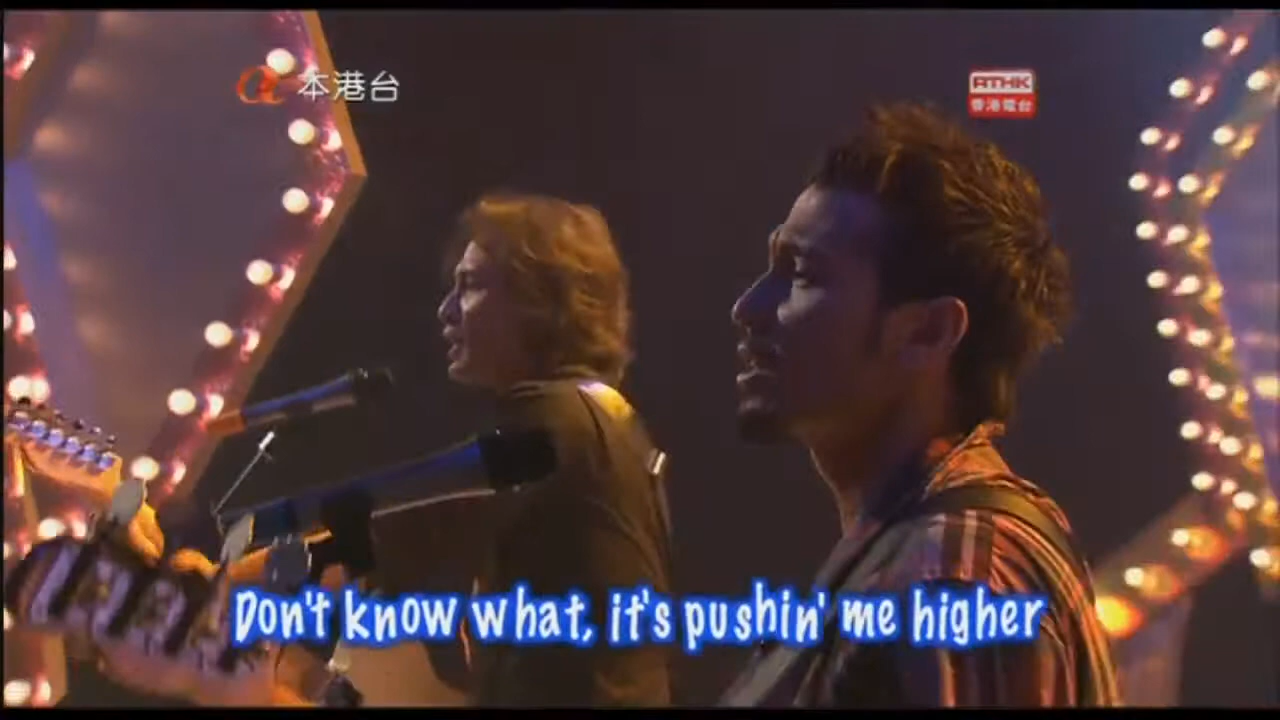 本港台
RTHK
香港電台
Don't know what, it's pushin' me higher